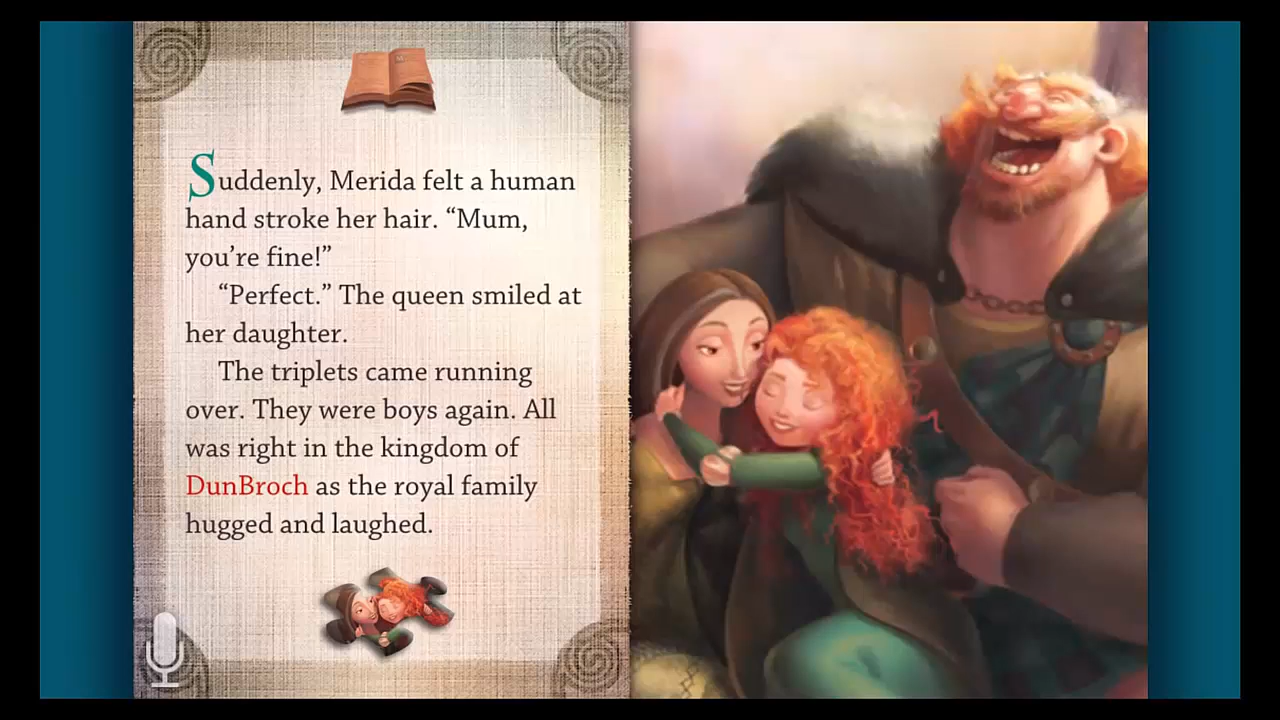 Suddenly, Merida felt a human
hand stroke her hair. “Mum,
you’re fine!”
“Perfect.” The queen smiled at
her daughter.
The triplets came running
over. They were boys again. All
was right in the kingdom of
DunBroch as the royal family
hugged and laughed.